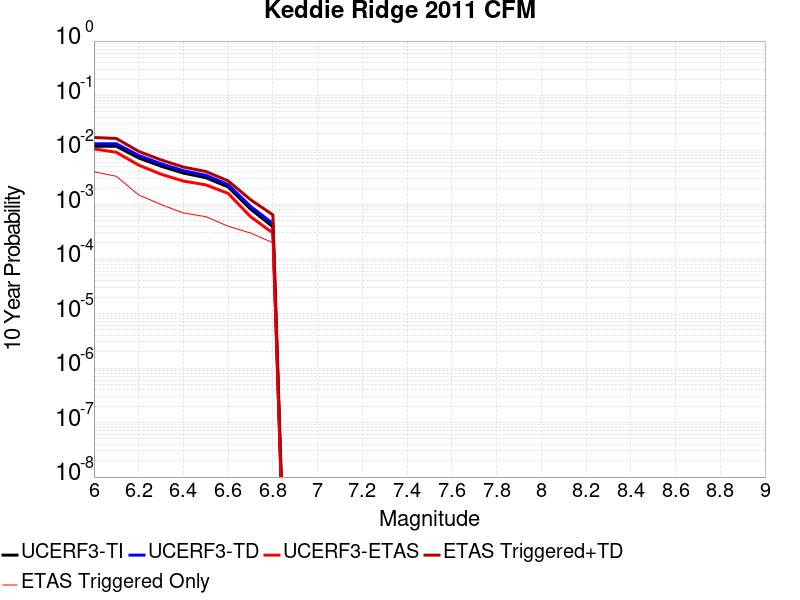 Keddie Ridge 2011 CFM
10 Year Probability
10^0
10^-1
10^-2
10^-3
10^-4
10^-5
10^-6
10^-7
10^-8
6 6.2 6.4 6.6 6.8 7 7.2 7.4 7.6 7.8 8 8.2 8.4 8.6 8.8 9
Magnitude
UCERF3-TI UCERF3-TD UCERF3-ETAS ETAS Triggered+TD
ETAS Triggered Only